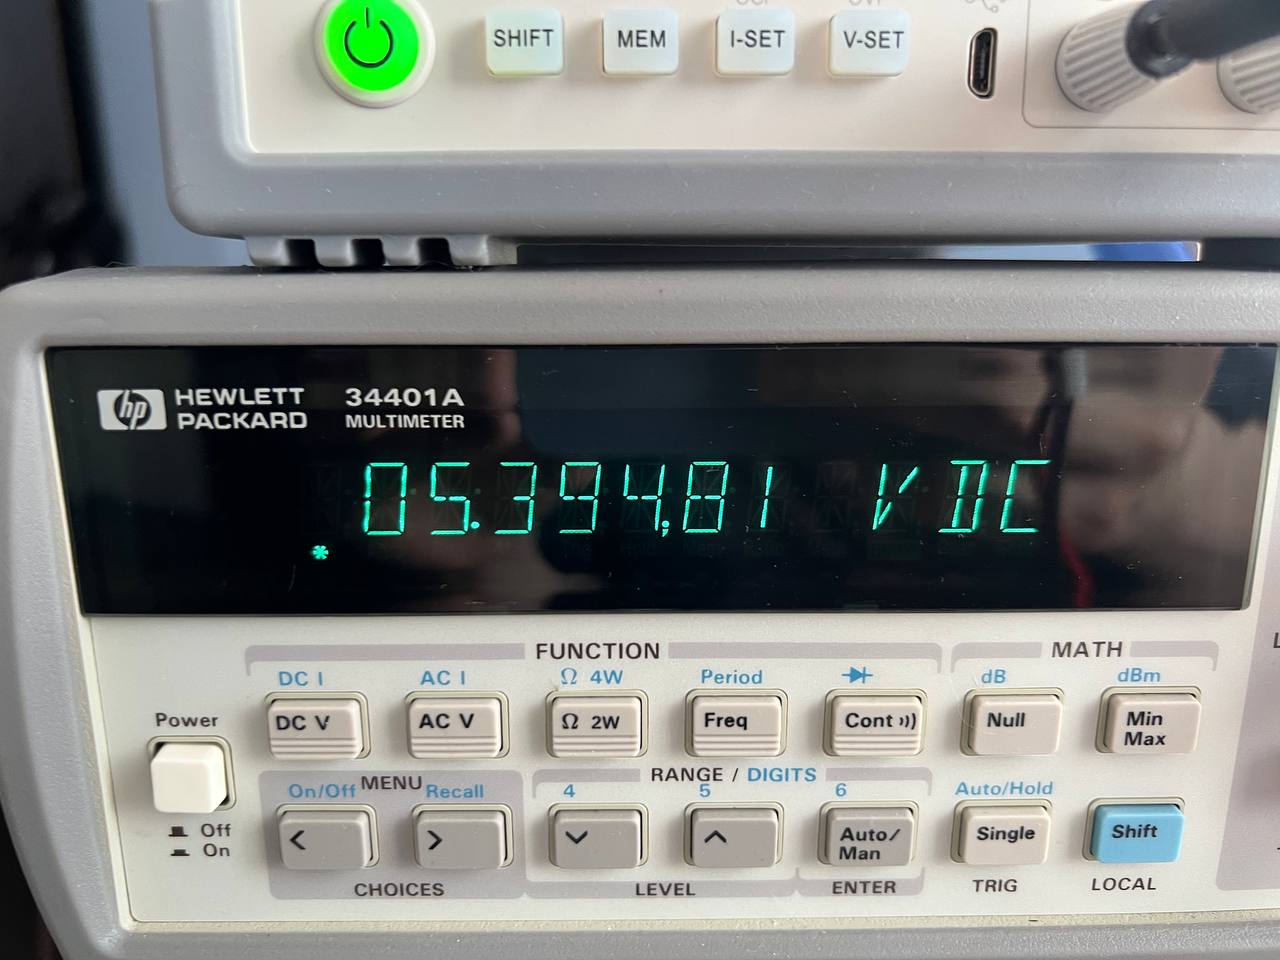 SHIFT MEM I-SET V-SET
hp HEWLETT PACKARD 34401A MULTIMETER
05.394,81 V DC
*
FUNCTION MATH
DC I AC I Ω 4W Period dB dBm
Power
DC V AC V Ω 2W Freq Cont Null Min Max
MENU RANGE / DIGITS
On/Off Recall 4 5 6 Auto/Hold
Off
On
< > Auto/Man Single Shift
CHOICES LEVEL ENTER TRIG LOCAL